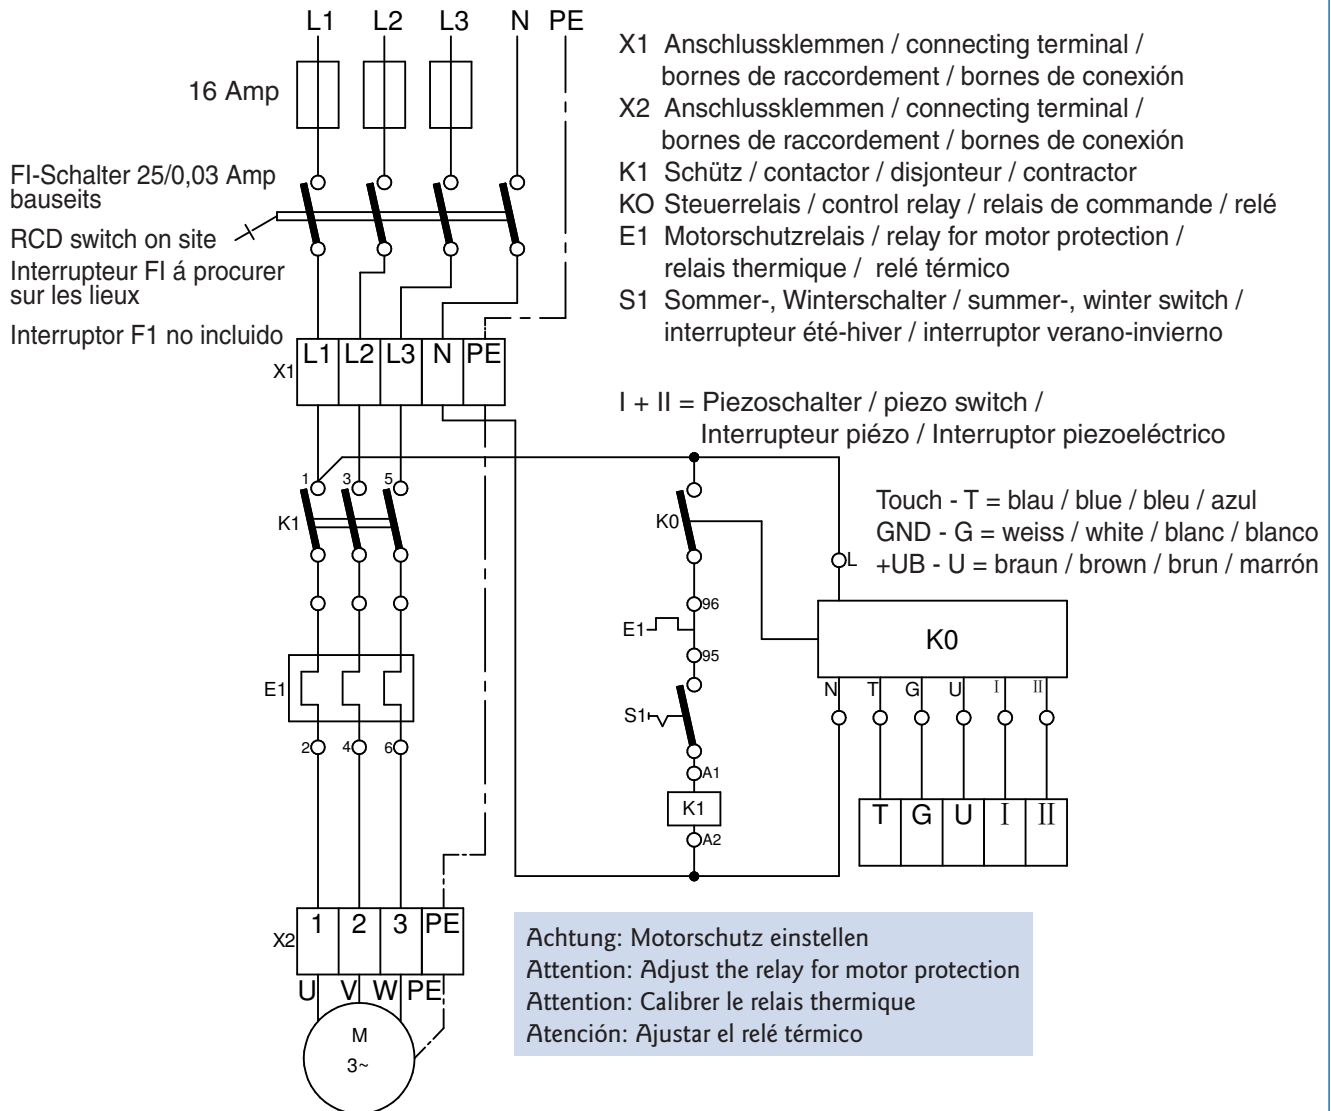 L1 L2 L3 N PE
16 Amp
FI-Schalter 25/0,03 Amp
bauseits
RCD switch on site
Interrupteur FI á procurer
sur les lieux
Interruptor F1 no incluido
X1 Anschlussklemmen / connecting terminal /
bornes de raccordement / bornes de conexión
X2 Anschlussklemmen / connecting terminal /
bornes de raccordement / bornes de conexión
K1 Schütz / contactor / disjonteur / contractor
KO Steuerrelais / control relay / relais de commande / relé
E1 Motorschutzrelais / relay for motor protection /
relais thermique / relé térmico
S1 Sommer-, Winterschalter / summer-, winter switch /
interrupteur été-hiver / interruptor verano-invierno
I + II = Piezoschalter / piezo switch /
Interrupteur piézo / Interruptor piezoeléctrico
Touch - T = blau / blue / bleu / azul
GND - G = weiss / white / blanc / blanco
+UB - U = braun / brown / brun / marrón
X1 L1 L2 L3 N PE
1 3 5
K1
E1
2 4 6
K0
96
E1
95
S1
A1
K1
A2
L
K0
N T G U I II
T G U I II
X2 1 2 3 PE
U V W PE
M
3~
Achtung: Motorschutz einstellen
Attention: Adjust the relay for motor protection
Attention: Calibrer le relais thermique
Atención: Ajustar el relé térmico